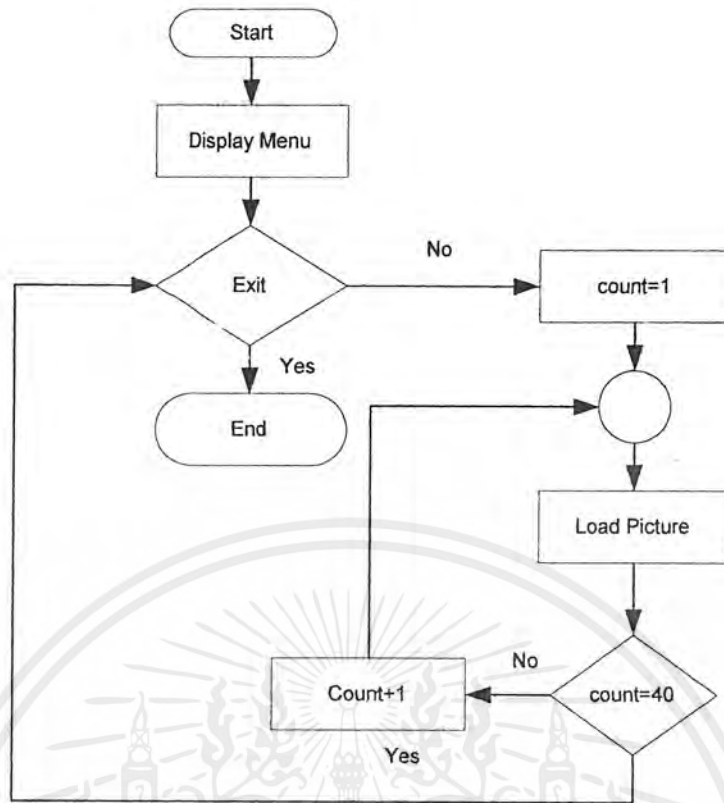 Start
Display Menu
Exit
No
count=1
Yes
End
Load Picture
No
Count+1
count=40
Yes